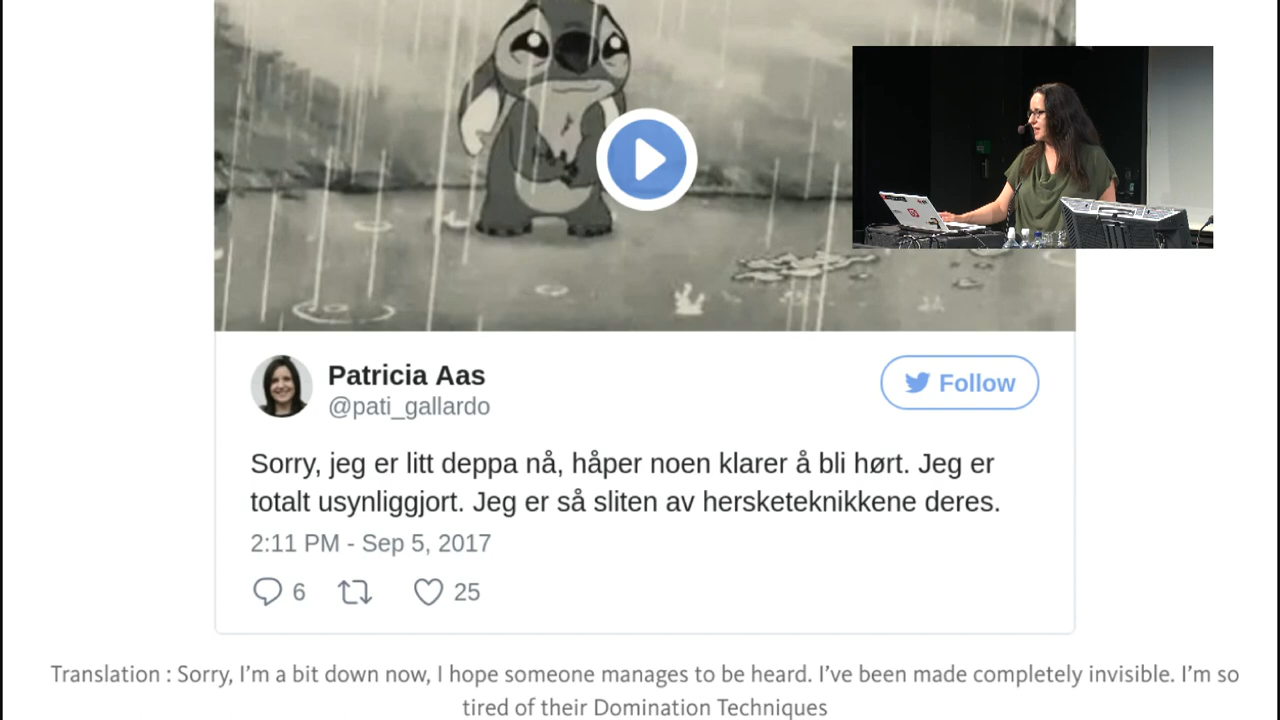 Patricia Aas
@pati_gallardo
Follow
Sorry, jeg er litt deppa nå, håper noen klarer å bli hørt. Jeg er
totalt usynliggjort. Jeg er så sliten av hersketeknikkene deres.
2:11 PM - Sep 5, 2017
6 25
Translation : Sorry, I’m a bit down now, I hope someone manages to be heard. I’ve been made completely invisible. I’m so
tired of their Domination Techniques